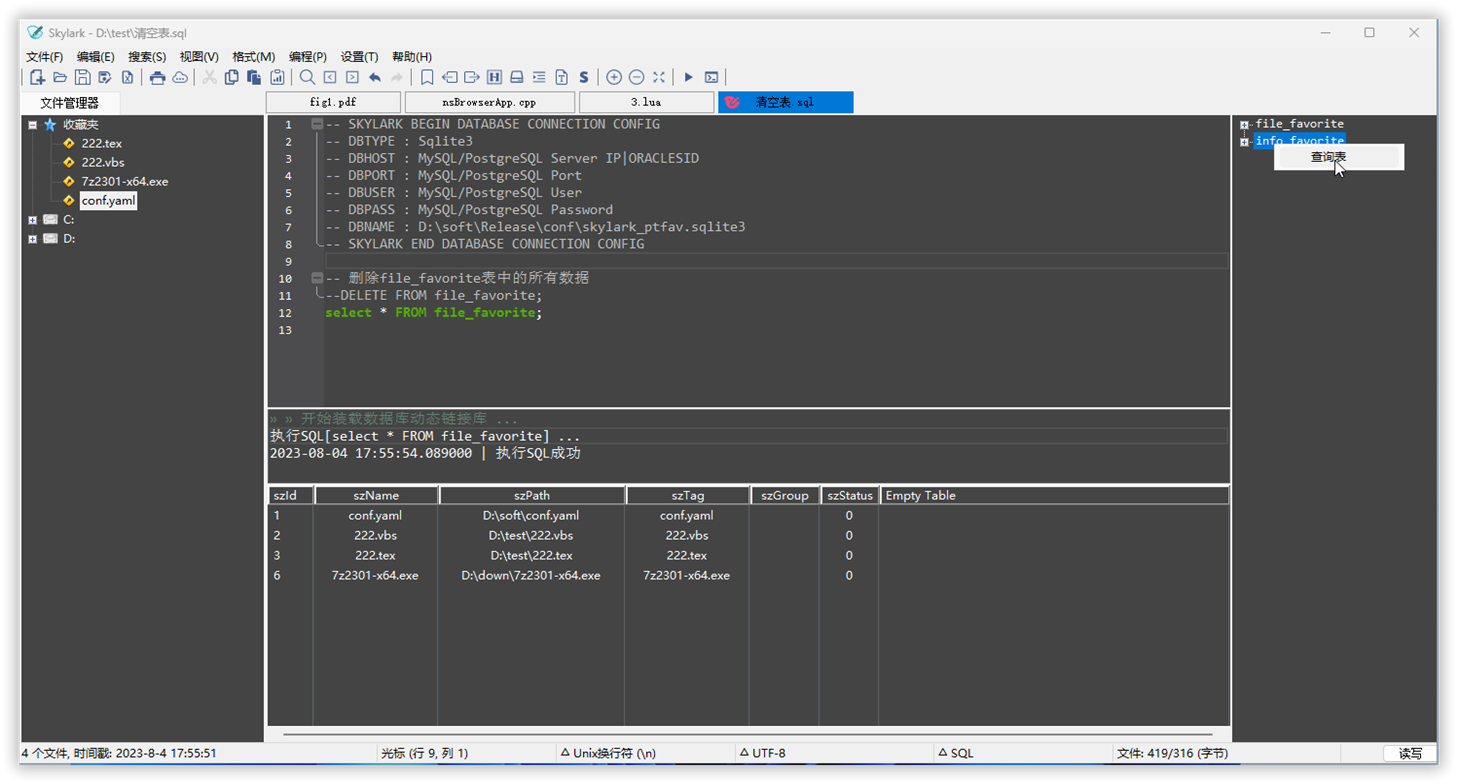 Skylark - D:\test\清空表.sql
文件(F) 编辑(E) 搜索(S) 视图(V) 格式(M) 编程(P) 设置(T) 帮助(H)
文件管理器
fig1.pdf nsBrowserApp.cpp 3.lua 清空表.sql
收藏夹
222.tex
222.vbs
7z2301-x64.exe
conf.yaml
C:
D:
1 -- SKYLARK BEGIN DATABASE CONNECTION CONFIG
2 -- DBTYPE : Sqlite3
3 -- DBHOST : MySQL/PostgreSQL Server IP|ORACLESID
4 -- DBPORT : MySQL/PostgreSQL Port
5 -- DBUSER : MySQL/PostgreSQL User
6 -- DBPASS : MySQL/PostgreSQL Password
7 -- DBNAME : D:\soft\Release\conf\skylark_ptfav.sqlite3
8 -- SKYLARK END DATABASE CONNECTION CONFIG
9
10 -- 删除file_favorite表中的所有数据
11 --DELETE FROM file_favorite;
12 select * FROM file_favorite;
13
» » 开始装载数据库动态链接库 ...
执行SQL[select * FROM file_favorite] ...
2023-08-04 17:55:54.089000 | 执行SQL成功
szId szName szPath szTag szGroup szStatus Empty Table
1 conf.yaml D:\soft\conf.yaml conf.yaml 0
2 222.vbs D:\test\222.vbs 222.vbs 0
3 222.tex D:\test\222.tex 222.tex 0
6 7z2301-x64.exe D:\down\7z2301-x64.exe 7z2301-x64.exe 0
file_favorite
info_favorite
查询表
4 个文件, 时间戳: 2023-8-4 17:55:51 光标 (行 9, 列 1) Unix换行符 (\n) UTF-8 SQL 文件: 419/316 (字节) 读写